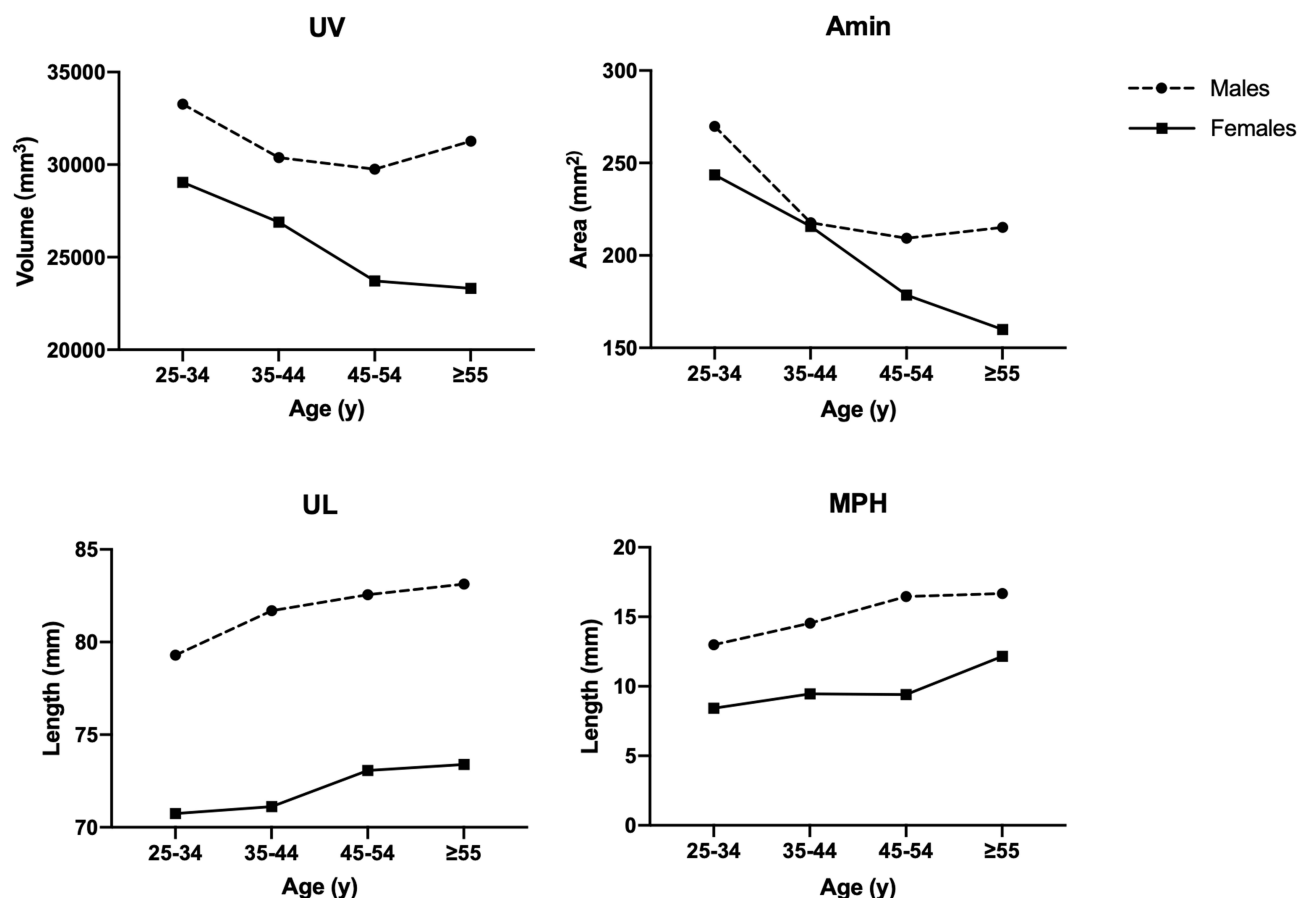 UV
35000
30000
25000
20000
Volume (mm³)
25-34 35-44 45-54 ≥55
Age (y)
Amin
300
250
200
150
Area (mm²)
25-34 35-44 45-54 ≥55
Age (y)
Males
Females
UL
85
80
75
70
Length (mm)
25-34 35-44 45-54 ≥55
Age (y)
MPH
20
15
10
5
0
Length (mm)
25-34 35-44 45-54 ≥55
Age (y)